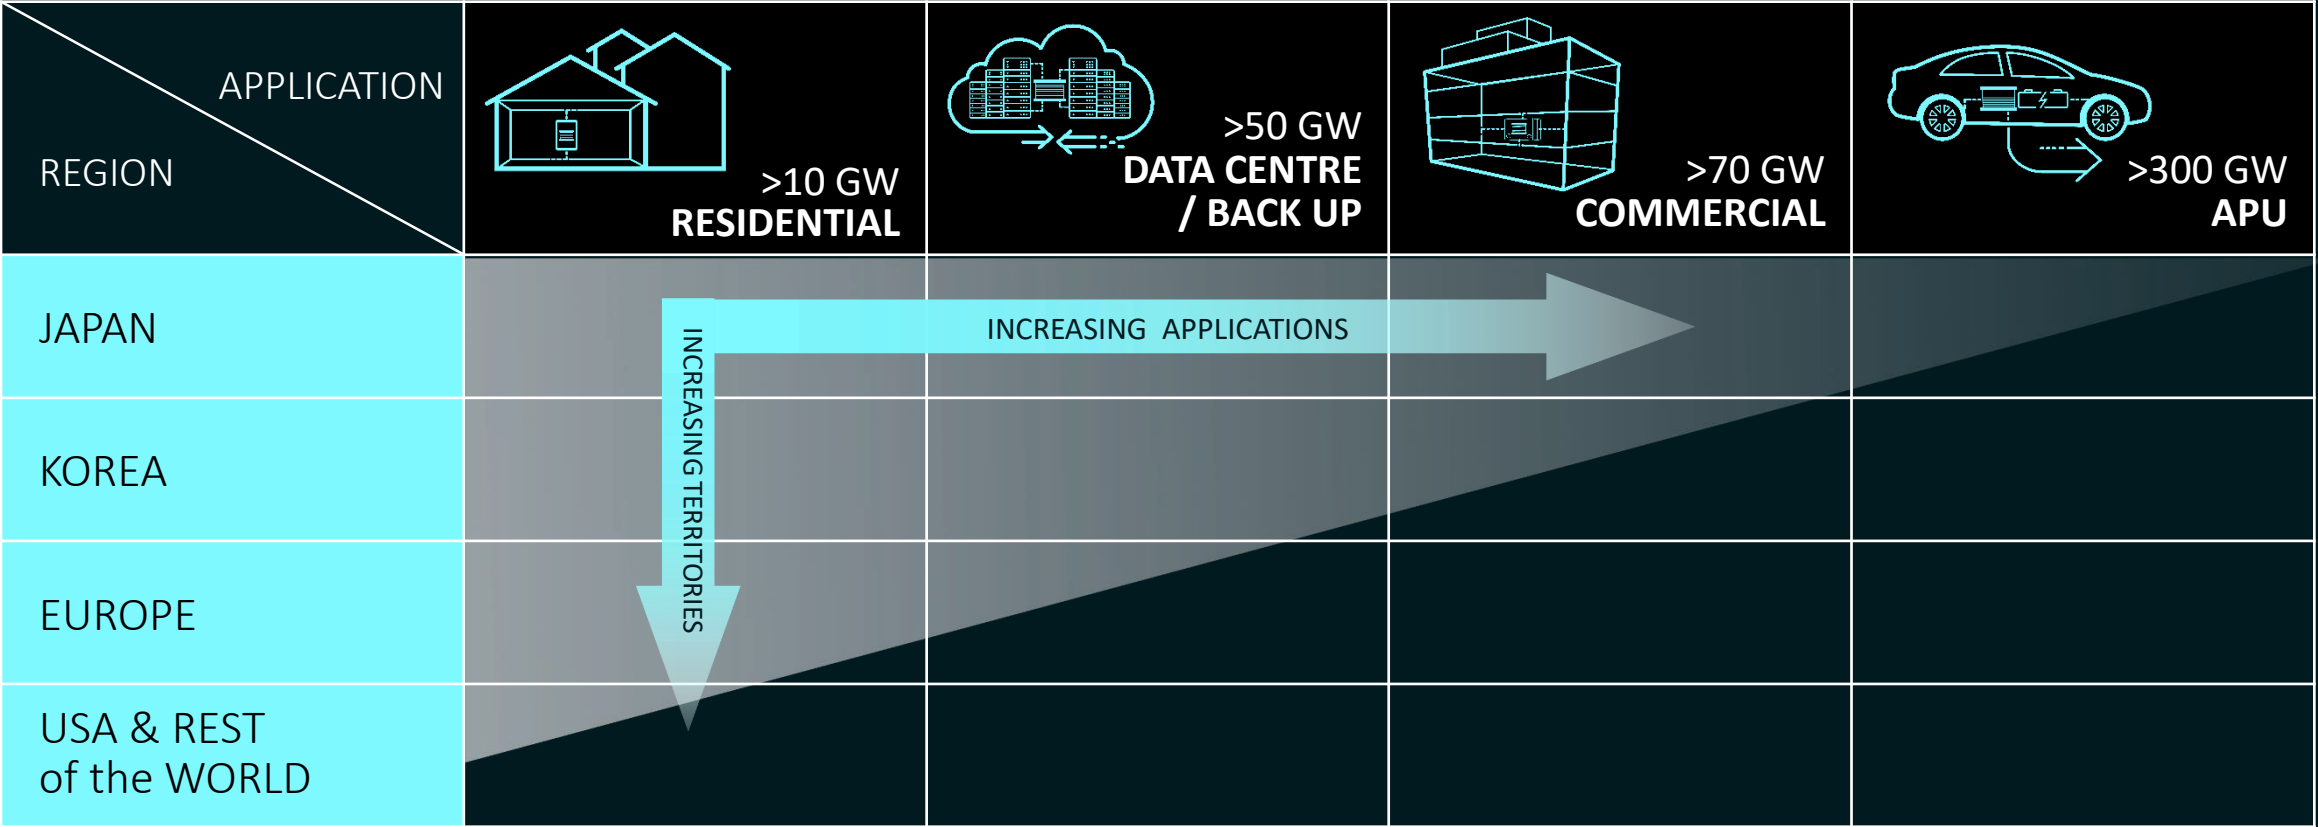 APPLICATION
REGION
>10 GW
RESIDENTIAL
>50 GW
DATA CENTRE
/ BACK UP
>70 GW
COMMERCIAL
>300 GW
APU
JAPAN
INCREASING APPLICATIONS
INCREASING TERRITORIES
KOREA
EUROPE
USA & REST
of the WORLD